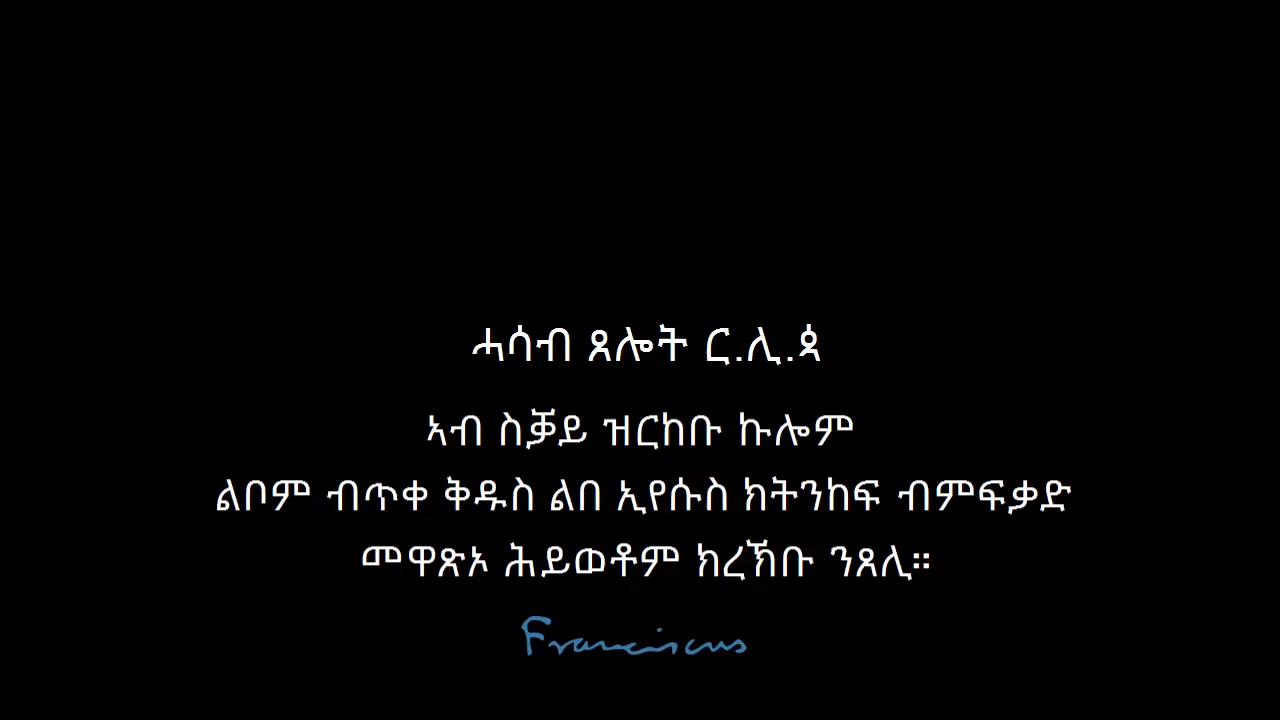 ሓሳብ ጸሎት ር.ሊ.ጳ
ኣብ ስቓይ ዝርከቡ ኩሎም
ልቦም ብጥቀ ቅዱስ ልበ ኢየሱስ ክትንከፍ ብምፍቃድ
መዋጽኦ ሕይወቶም ክረኽቡ ንጸሊ።
Franciscus